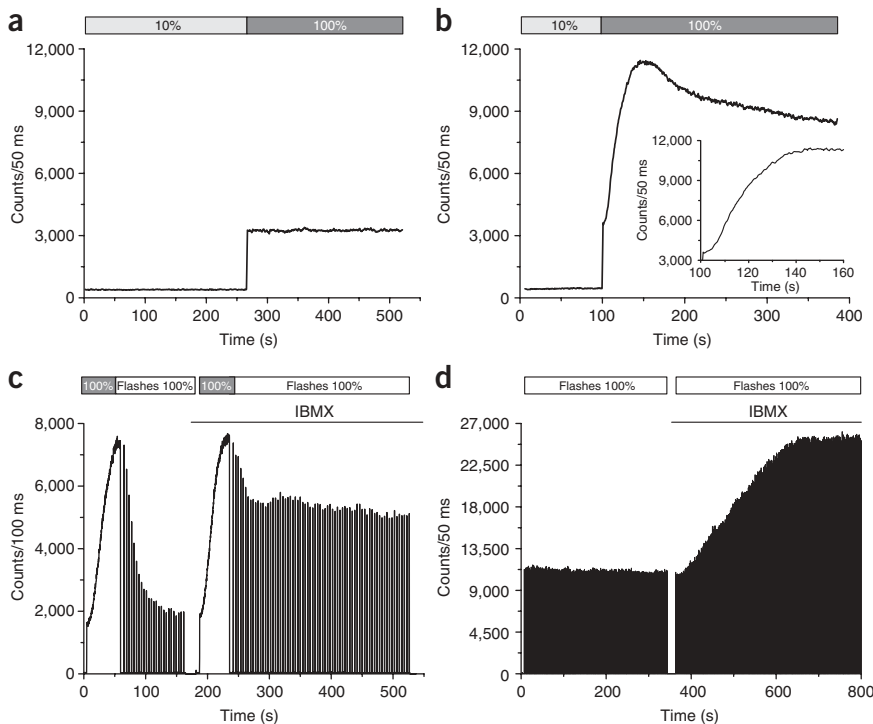 a
10% 100%
12,000
9,000
6,000
3,000
0
Counts/50 ms
0 100 200 300 400 500
Time (s)
b
10% 100%
12,000
9,000
6,000
3,000
0
Counts/50 ms
0 100 200 300 400
Time (s)
12,000
9,000
6,000
3,000
Counts/50 ms
100 120 140 160
Time (s)
c
100% Flashes 100% 100% Flashes 100%
IBMX
8,000
6,000
4,000
2,000
0
Counts/100 ms
0 100 200 300 400 500
Time (s)
d
Flashes 100% Flashes 100%
IBMX
27,000
22,500
18,000
13,500
9,000
4,500
0
Counts/50 ms
0 200 400 600 800
Time (s)